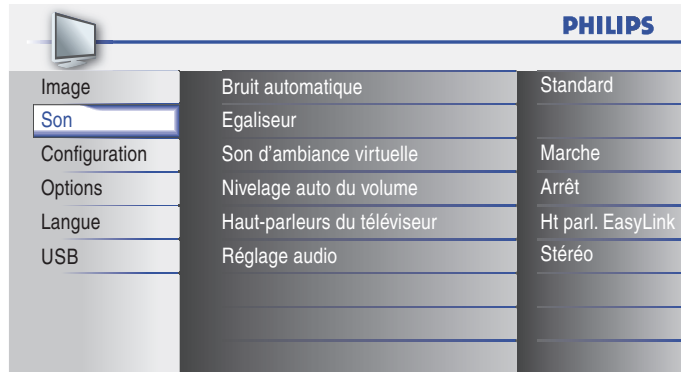 PHILIPS
Image
Bruit automatique
Standard
Son
Egaliseur
Configuration
Son d'ambiance virtuelle
Marche
Options
Nivelage auto du volume
Arrêt
Langue
Haut-parleurs du téléviseur
Ht parl. EasyLink
USB
Réglage audio
Stéréo